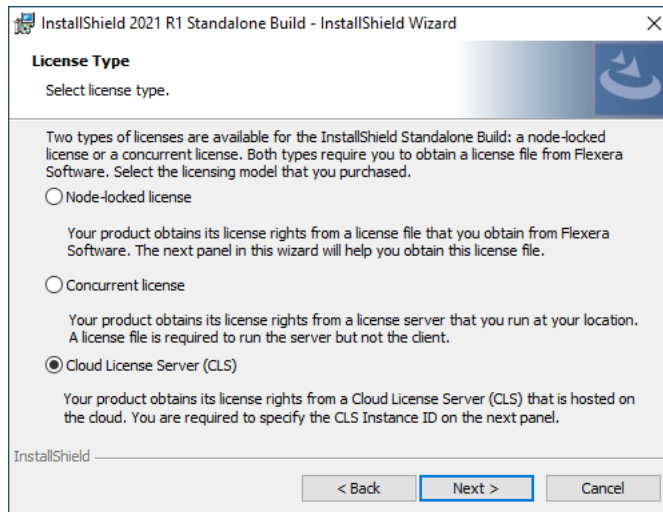 InstallShield 2021 R1 Standalone Build - InstallShield Wizard
License Type
Select license type.
Two types of licenses are available for the InstallShield Standalone Build: a node-locked
license or a concurrent license. Both types require you to obtain a license file from Flexera
Software. Select the licensing model that you purchased.
Node-locked license
Your product obtains its license rights from a license file that you obtain from Flexera
Software. The next panel in this wizard will help you obtain this license file.
Concurrent license
Your product obtains its license rights from a license server that you run at your location.
A license file is required to run the server but not the client.
Cloud License Server (CLS)
Your product obtains its license rights from a Cloud License Server (CLS) that is hosted on
the cloud. You are required to specify the CLS Instance ID on the next panel.
InstallShield
< Back Next > Cancel